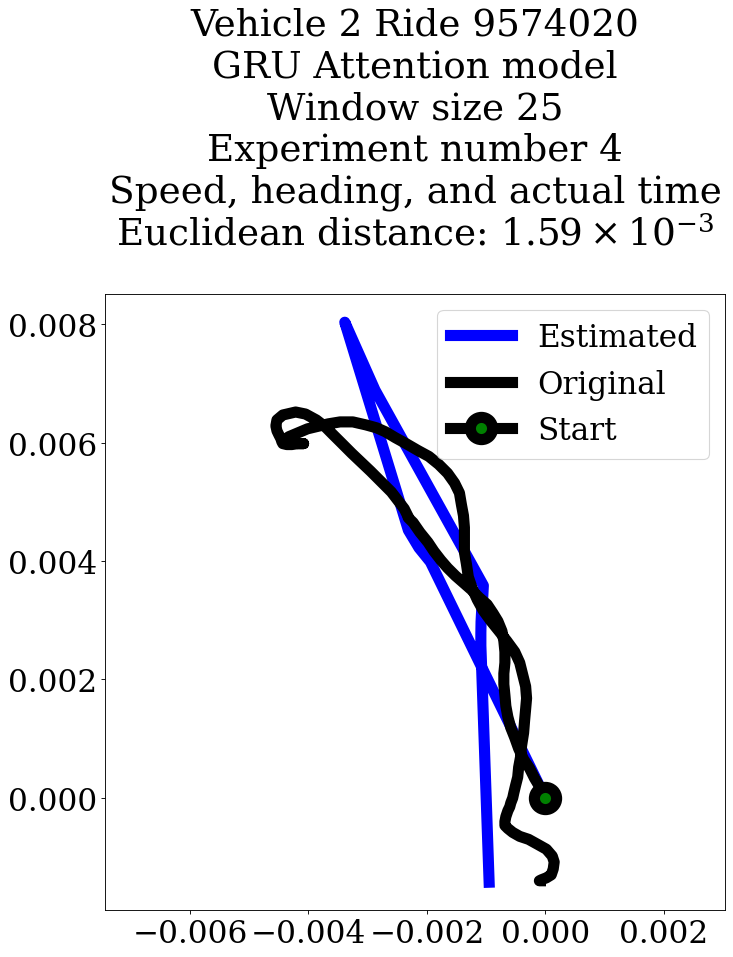 Vehicle 2 Ride 9574020
GRU Attention model
Window size 25
Experiment number 4
Speed, heading, and actual time
Euclidean distance: 1.59 × 10⁻³
Estimated
Original
Start
0.008
0.006
0.004
0.002
0.000
−0.006 −0.004 −0.002 0.000 0.002